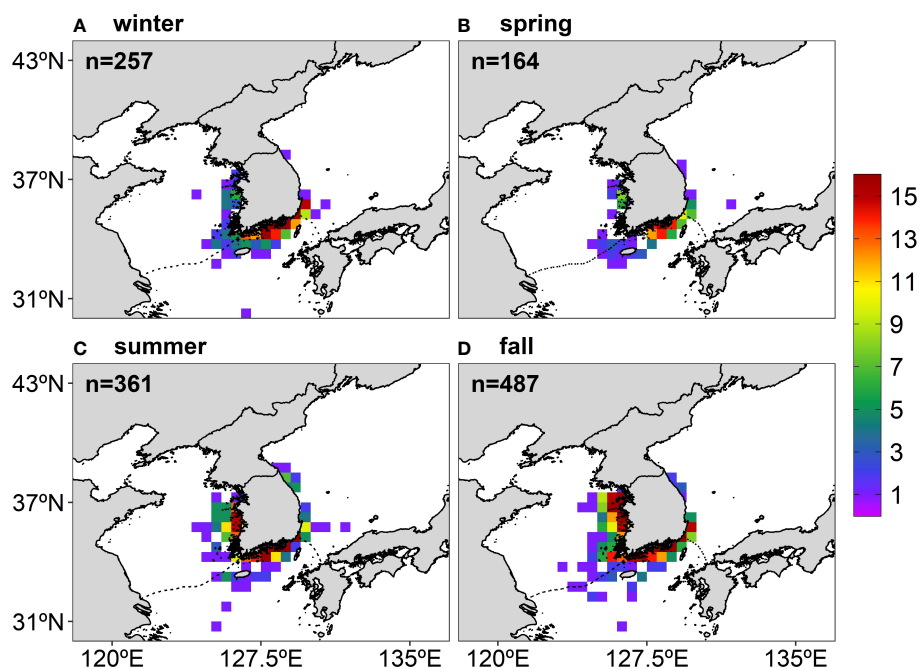 A winter
B spring
43ºN
n=257
n=164
37ºN
31ºN
C summer
D fall
43ºN
n=361
n=487
37ºN
31ºN
120ºE 127.5ºE 135ºE
120ºE 127.5ºE 135ºE
15
13
11
9
7
5
3
1